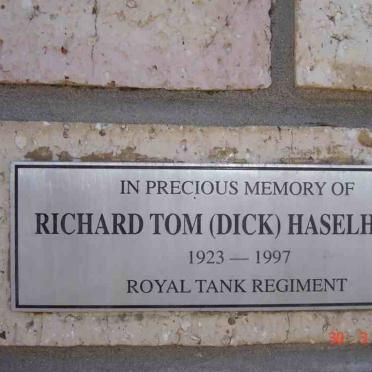 IN PRECIOUS MEMORY OF
RICHARD TOM (DICK) HASELH
1923 — 1997
ROYAL TANK REGIMENT